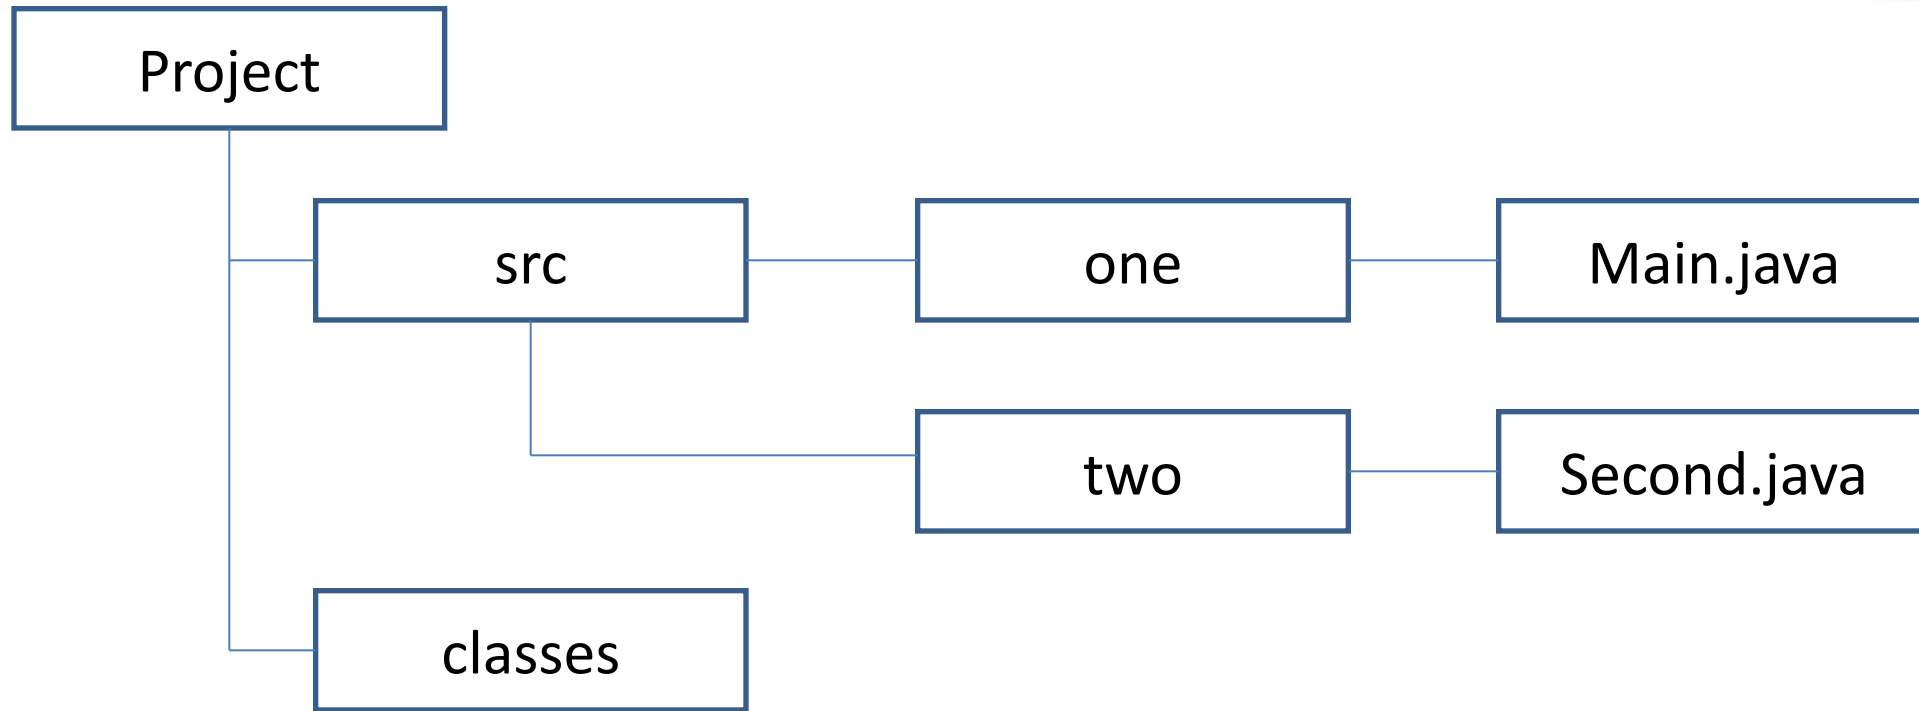 Project
src
one
Main.java
two
Second.java
classes